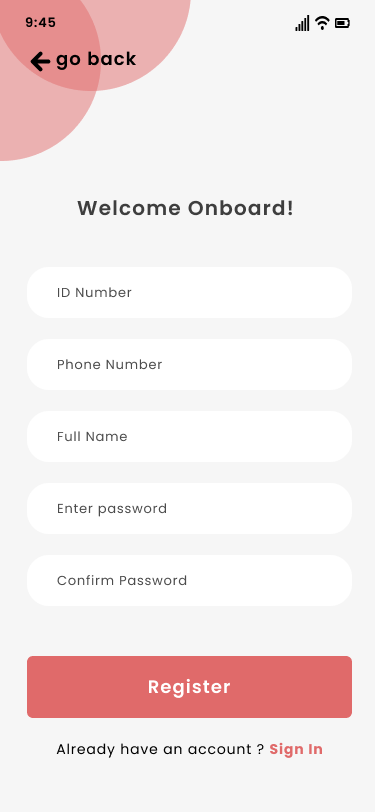 9:45
go back
Welcome Onboard!
ID Number
Phone Number
Full Name
Enter password
Confirm Password
Register
Already have an account ? Sign In